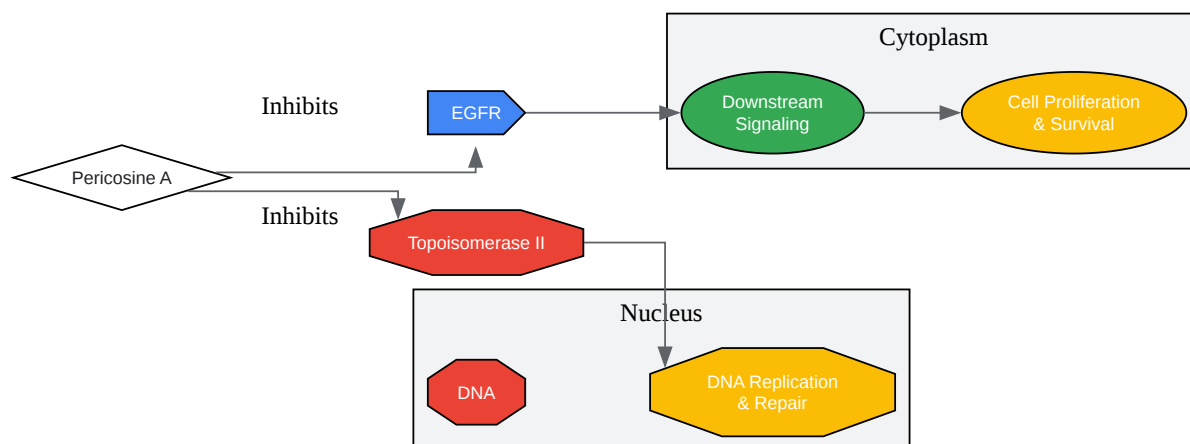 Cytoplasm
Inhibits
EGFR
Downstream
Signaling
Cell Proliferation
& Survival
Pericosine A
Inhibits
Topoisomerase II
Nucleus
DNA
DNA Replication
& Repair